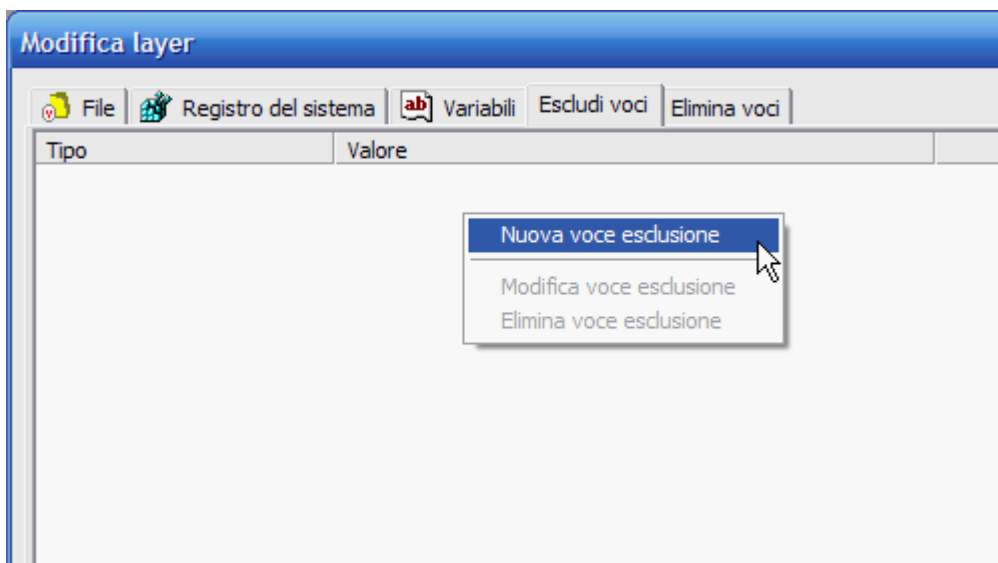 Modifica layer
File Registro del sistema ab Variabili Escludi voci Elimina voci
Tipo Valore
Nuova voce esclusione
Modifica voce esclusione
Elimina voce esclusione